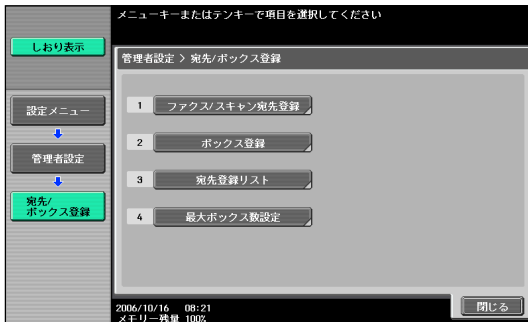 メニューキーまたはテンキーで項目を選択してください
しおり表示
管理者設定 > 宛先/ボックス登録
設定メニュー
管理者設定
宛先/
ボックス登録
1 ファクス/スキャン宛先登録
2 ボックス登録
3 宛先登録リスト
4 最大ボックス数設定
2006/10/16 08:21
メモリー残量 100%
閉じる